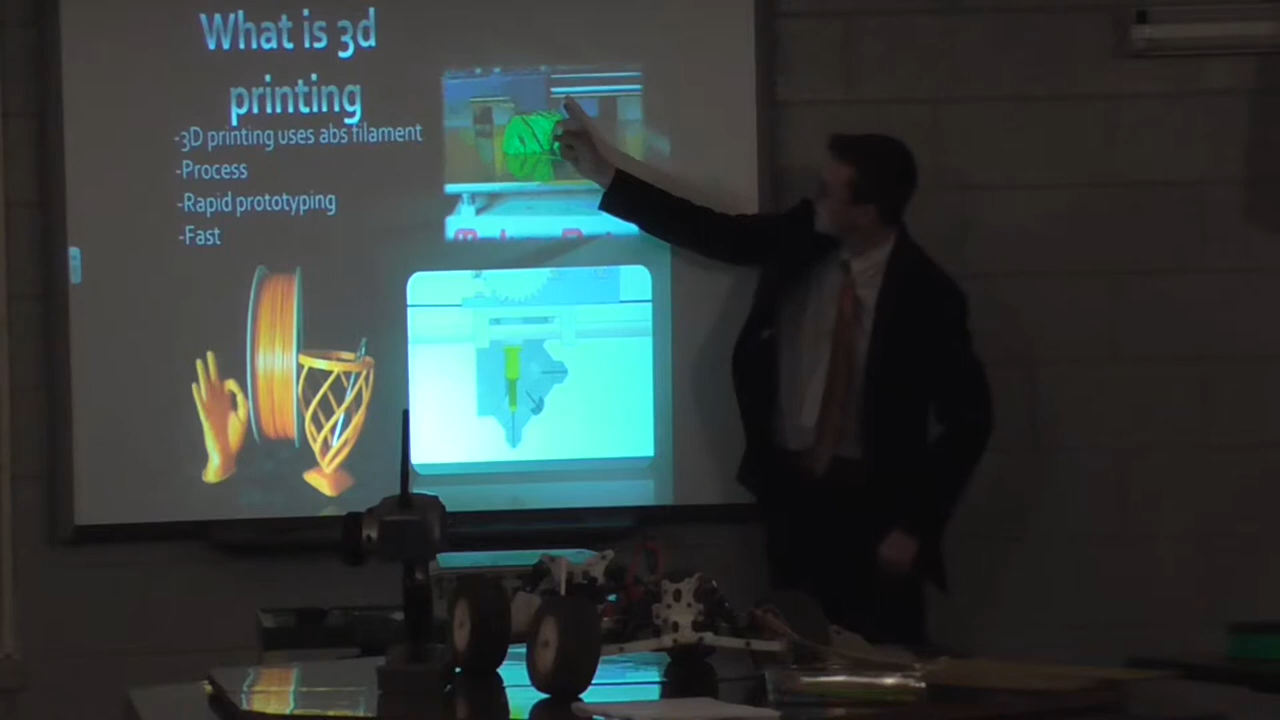 What is 3d
printing
-3D printing uses abs filament
-Process
-Rapid prototyping
-Fast